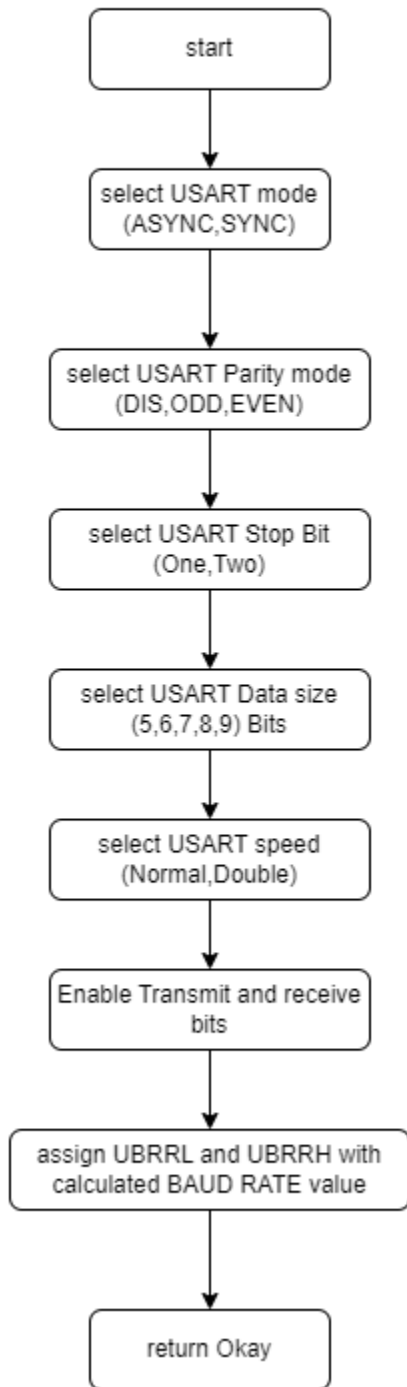 start
select USART mode
(ASYNC,SYNC)
select USART Parity mode
(DIS,ODD,EVEN)
select USART Stop Bit
(One,Two)
select USART Data size
(5,6,7,8,9) Bits
select USART speed
(Normal,Double)
Enable Transmit and receive
bits
assign UBRRL and UBRRH with
calculated BAUD RATE value
return Okay